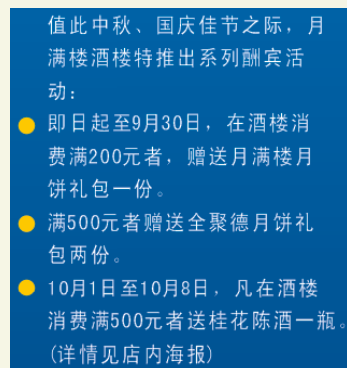 值此中秋、国庆佳节之际，月
满楼酒楼特推出系列酬宾活
动：
即日起至9月30日，在酒楼消
费满200元者，赠送月满楼月
饼礼包一份。
满500元者赠送全聚德月饼礼
包两份。
10月1日至10月8日，凡在酒楼
消费满500元者送桂花陈酒一瓶。
(详情见店内海报)